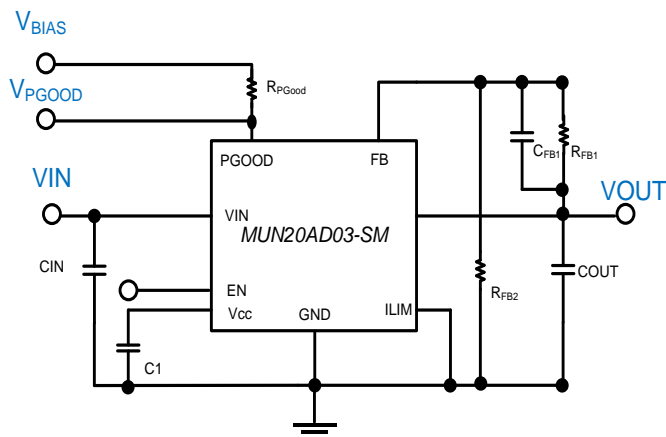 VBIAS
RPGood
VPGOOD
CFB1
RFB1
PGOOD
FB
VIN
VOUT
VIN
MUN20AD03-SM
CIN
COUT
EN
RFB2
Vcc
GND
ILIM
C1